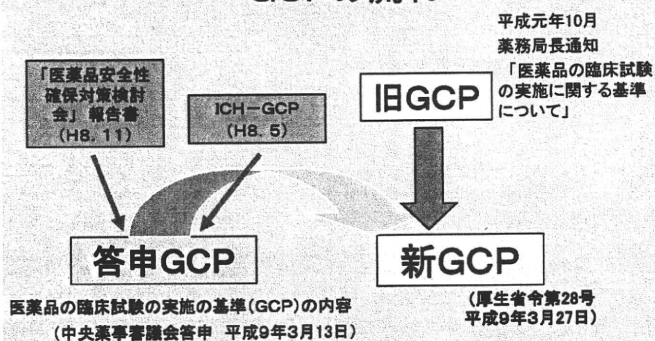 平成元年10月
薬務局長通知
「医薬品の臨床試験
の実施に関する基準
について」
「医薬品安全性
確保対策検討
会」報告書
(H8. 11)
ICH－GCP
(H8. 5)
旧GCP
答申GCP
新GCP
医薬品の臨床試験の実施の基準(GCP)の内容
(中央薬事審議会答申 平成9年3月13日)
(厚生省令第28号
平成9年3月27日)